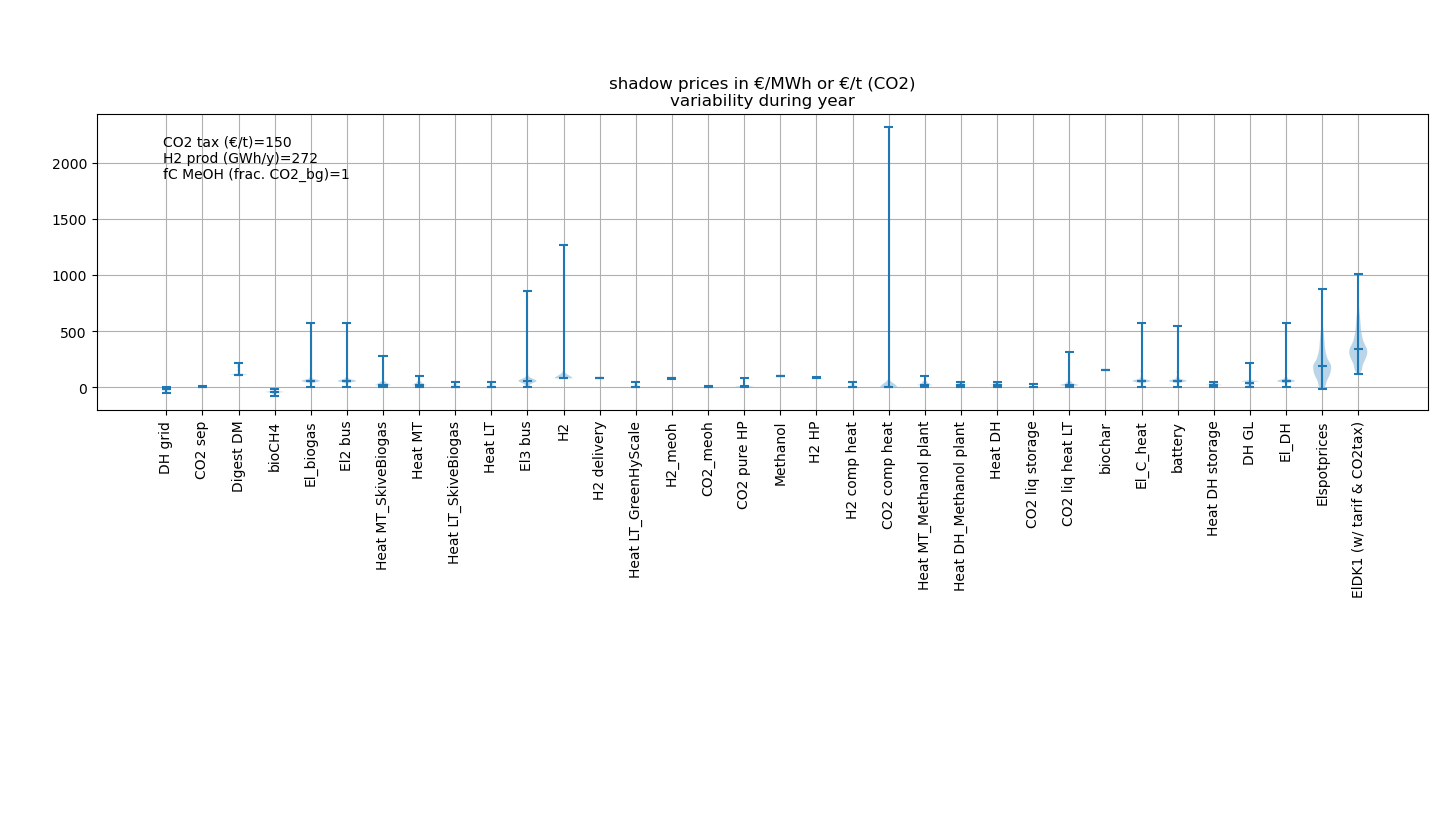 shadow prices in €/MWh or €/t (CO2)
variability during year
CO2 tax (€/t)=150
H2 prod (GWh/y)=272
fC MeOH (frac. CO2_bg)=1
2000
1500
1000
500
0
DH grid
CO2 sep
Digest DM
bioCH4
El_biogas
El2 bus
Heat MT_SkiveBiogas
Heat MT
Heat LT_SkiveBiogas
Heat LT
El3 bus
H2
H2 delivery
Heat LT_GreenHyScale
H2_meoh
CO2_meoh
CO2 pure HP
Methanol
H2 HP
H2 comp heat
CO2 comp heat
Heat MT_Methanol plant
Heat DH_Methanol plant
Heat DH
CO2 liq storage
CO2 liq heat LT
biochar
El_C_heat
battery
Heat DH storage
DH GL
El_DH
Elspotprices
ElDK1 (w/ tarif & CO2tax)